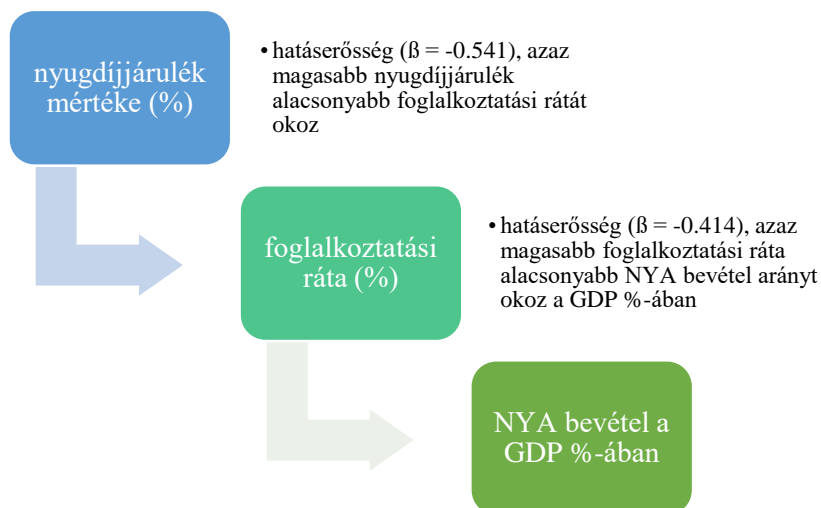 nyugdíjjárulék
mértéke (%)
• hatáserősség (ß = -0.541), azaz
magasabb nyugdíjjárulék
alacsonyabb foglalkoztatási rátát
okoz
foglalkoztatási
ráta (%)
• hatáserősség (ß = -0.414), azaz
magasabb foglalkoztatási ráta
alacsonyabb NYA bevétel arányt
okoz a GDP %-ában
NYA bevétel a
GDP %-ában